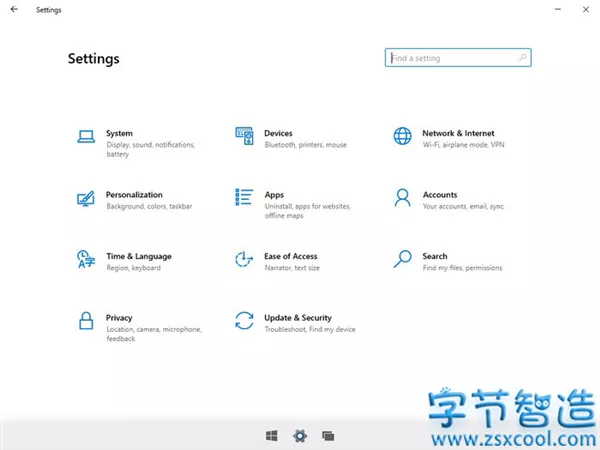 Settings
Settings
Find a setting
System
Display, sound, notifications,
battery
Devices
Bluetooth, printers, mouse
Network & Internet
Wi-Fi, airplane mode, VPN
Personalization
Background, colors, taskbar
Apps
Uninstall, apps for websites,
offline maps
Accounts
Your accounts, email, sync
Time & Language
Region, keyboard
Ease of Access
Narrator, text size
Search
Find my files, permissions
Privacy
Location, camera, microphone,
feedback
Update & Security
Troubleshoot, Find my device
字节智造
www.zsxcool.com